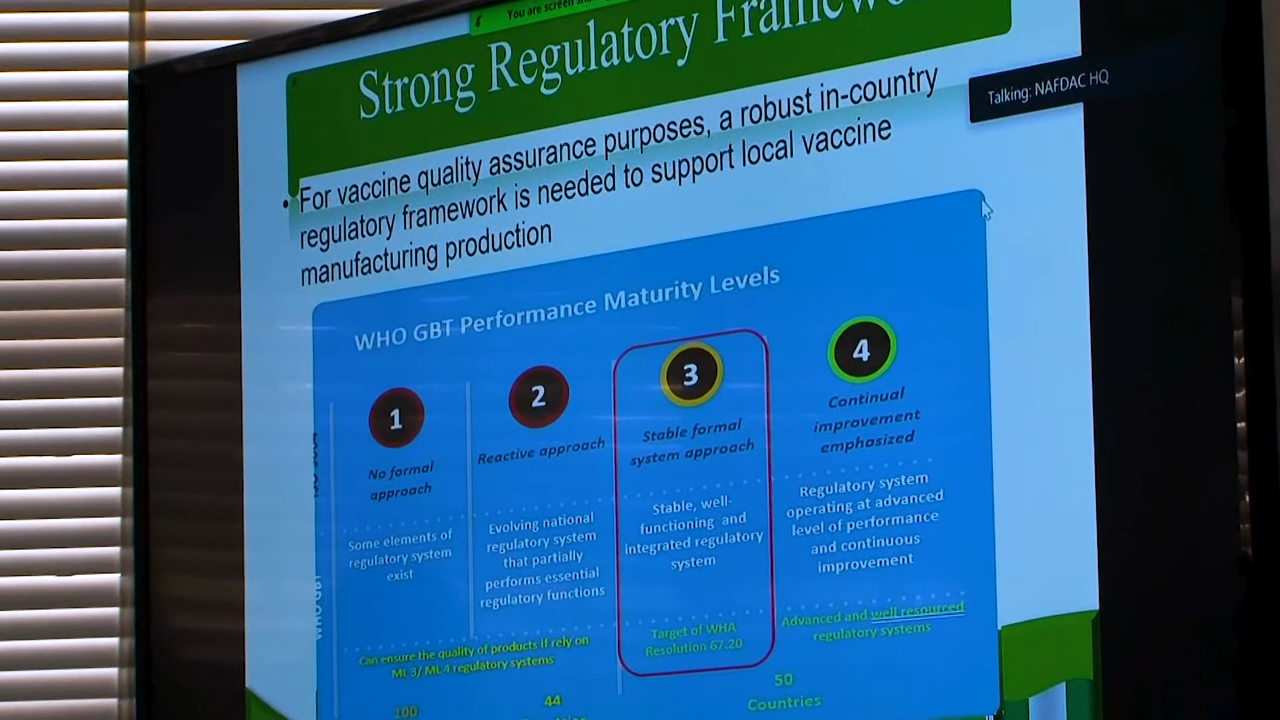 You are screen
Strong Regulatory
Talking: NAFDAC HQ
• For vaccine quality assurance purposes, a robust in-country
regulatory framework is needed to support local vaccine
manufacturing production
WHO GBT Performance Maturity Levels
1
No formal
approach
Some elements of
regulatory system
exist
2
Reactive approach
Evolving national
regulatory system
that partially
performs essential
regulatory functions
Can ensure the quality of products if rely on
ML 3/ ML 4 regulatory systems
100
44
3
Stable formal
system approach
Stable, well-
functioning and
integrated regulatory
system
Target of WHA
Resolution 67.20
4
Continual
improvement
emphasized
Regulatory system
operating at advanced
level of performance
and continuous
improvement
Advanced and well resourced
regulatory systems
50
Countries
WHO GBT